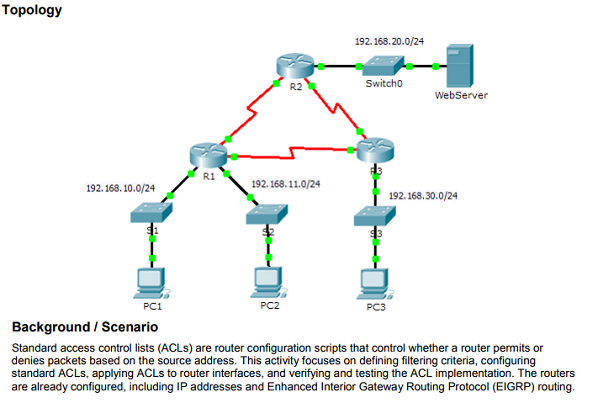 Topology
192.168.20.0/24
R2
Switch0
WebServer
R1
R3
192.168.10.0/24
192.168.11.0/24
192.168.30.0/24
S1
S2
S3
PC1
PC2
PC3
Background / Scenario
Standard access control lists (ACLs) are router configuration scripts that control whether a router permits or
denies packets based on the source address. This activity focuses on defining filtering criteria, configuring
standard ACLs, applying ACLs to router interfaces, and verifying and testing the ACL implementation. The routers
are already configured, including IP addresses and Enhanced Interior Gateway Routing Protocol (EIGRP) routing.